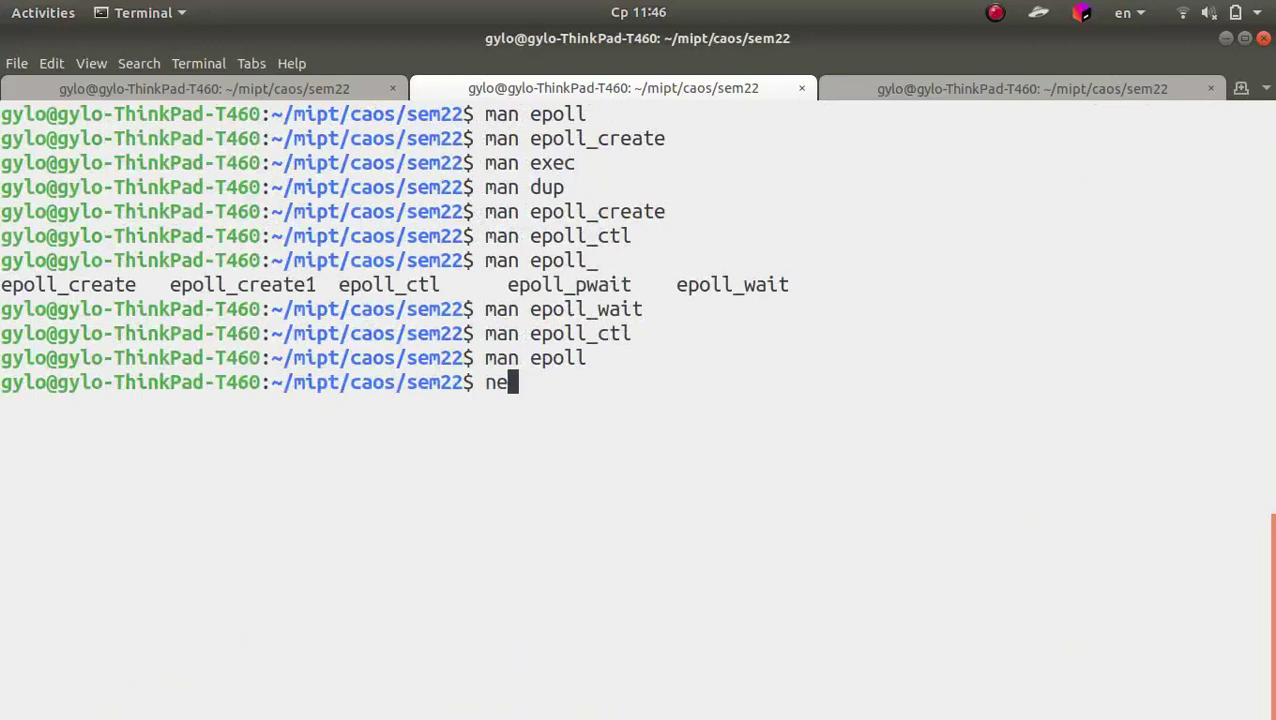 Activities Terminal Ср 11:46 en
gylo@gylo-ThinkPad-T460: ~/mipt/caos/sem22
File Edit View Search Terminal Tabs Help
gylo@gylo-ThinkPad-T460: ~/mipt/caos/sem22 × gylo@gylo-ThinkPad-T460: ~/mipt/caos/sem22 × gylo@gylo-ThinkPad-T460: ~/mipt/caos/sem22 ×
gylo@gylo-ThinkPad-T460:~/mipt/caos/sem22$ man epoll
gylo@gylo-ThinkPad-T460:~/mipt/caos/sem22$ man epoll_create
gylo@gylo-ThinkPad-T460:~/mipt/caos/sem22$ man exec
gylo@gylo-ThinkPad-T460:~/mipt/caos/sem22$ man dup
gylo@gylo-ThinkPad-T460:~/mipt/caos/sem22$ man epoll_create
gylo@gylo-ThinkPad-T460:~/mipt/caos/sem22$ man epoll_ctl
gylo@gylo-ThinkPad-T460:~/mipt/caos/sem22$ man epoll_
epoll_create epoll_create1 epoll_ctl epoll_pwait epoll_wait
gylo@gylo-ThinkPad-T460:~/mipt/caos/sem22$ man epoll_wait
gylo@gylo-ThinkPad-T460:~/mipt/caos/sem22$ man epoll_ctl
gylo@gylo-ThinkPad-T460:~/mipt/caos/sem22$ man epoll
gylo@gylo-ThinkPad-T460:~/mipt/caos/sem22$ ne